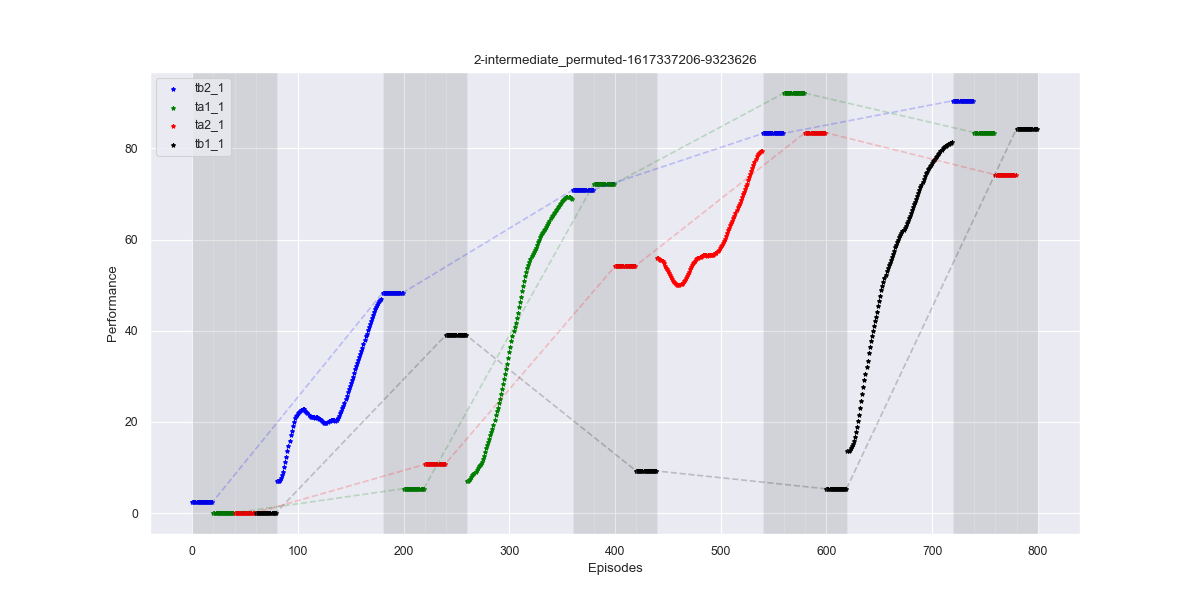 2-intermediate_permuted-1617337206-9323626
tb2_1
ta1_1
ta2_1
tb1_1
Performance
80
60
40
20
0
0 100 200 300 400 500 600 700 800
Episodes